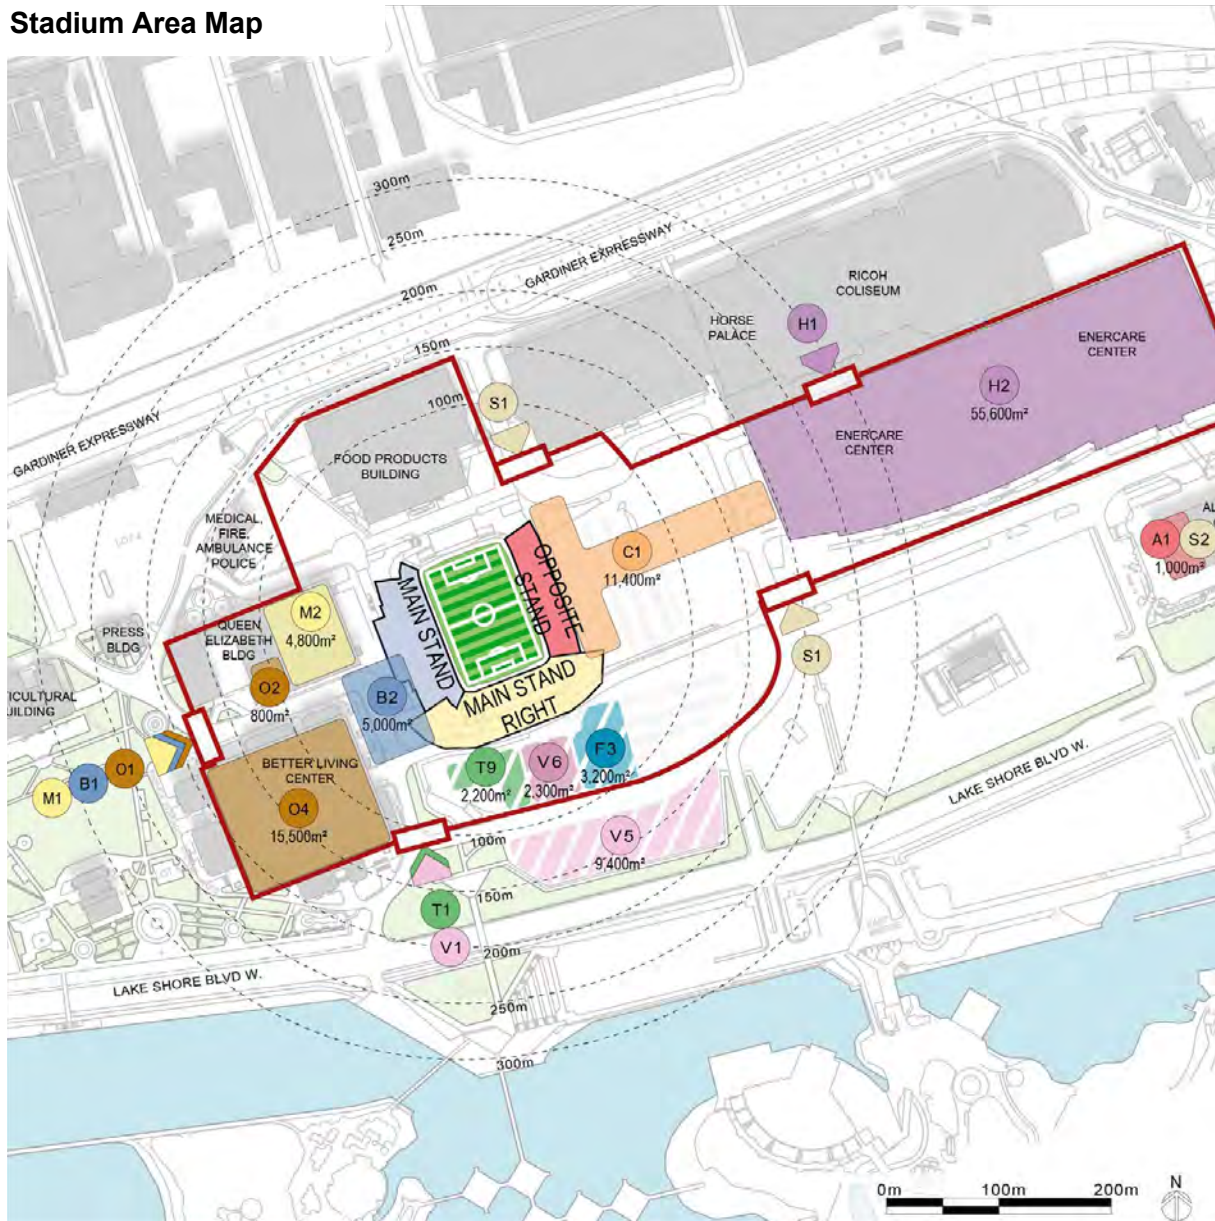 Stadium Area Map
300m
250m
GARDINER EXPRESSWAY
200m
RICOH
COLISEUM
HORSE
PALACE
H1
ENERCARE
CENTER
150m
H2
55,600m²
100m
S1
GARDINER EXPRESSWAY
ENERCARE
CENTER
FOOD PRODUCTS
BUILDING
MEDICAL,
FIRE,
AMBULANCE
POLICE
C1
11,400m²
OPPOSITE
STAND
A1
S2
1,000m²
AL
MAIN STAND
M2
4,800m²
QUEEN
ELIZABETH
BLDG
PRESS
BLDG
S1
O2
800m²
B2
5,000m²
MAIN STAND
RIGHT
TICULTURAL
UILDING
BETTER LIVING
CENTER
O1
B1
M1
T9
2,200m²
V6
2,300m²
F3
3,200m²
LAKE SHORE BLVD W.
O4
15,500m²
V5
9,400m²
100m
150m
T1
V1
200m
LAKE SHORE BLVD W.
250m
300m
0m
100m
200m
N